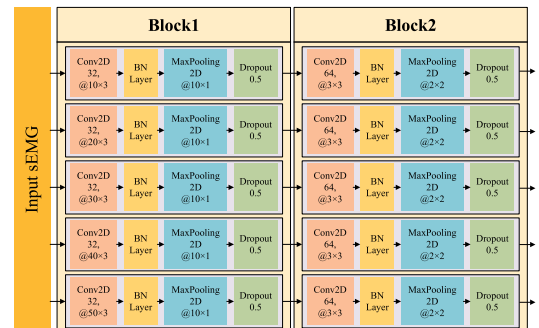 Input sEMG
Block1
Block2
Conv2D
32,
@10×3
BN
Layer
MaxPooling
2D
@10×1
Dropout
0.5
Conv2D
64,
@3×3
BN
Layer
MaxPooling
2D
@2×2
Dropout
0.5
Conv2D
32,
@20×3
BN
Layer
MaxPooling
2D
@10×1
Dropout
0.5
Conv2D
64,
@3×3
BN
Layer
MaxPooling
2D
@2×2
Dropout
0.5
Conv2D
32,
@30×3
BN
Layer
MaxPooling
2D
@10×1
Dropout
0.5
Conv2D
64,
@3×3
BN
Layer
MaxPooling
2D
@2×2
Dropout
0.5
Conv2D
32,
@40×3
BN
Layer
MaxPooling
2D
@10×1
Dropout
0.5
Conv2D
64,
@3×3
BN
Layer
MaxPooling
2D
@2×2
Dropout
0.5
Conv2D
32,
@50×3
BN
Layer
MaxPooling
2D
@10×1
Dropout
0.5
Conv2D
64,
@3×3
BN
Layer
MaxPooling
2D
@2×2
Dropout
0.5